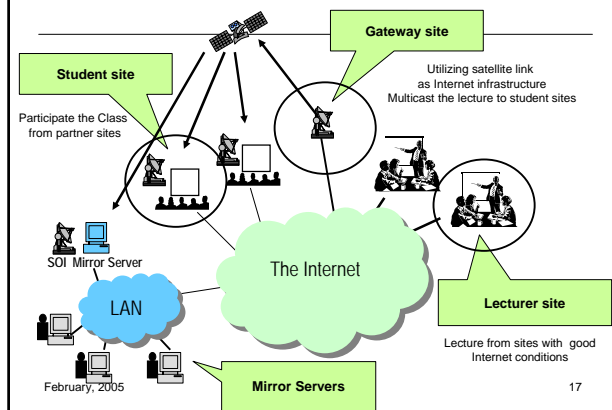 Gateway site
Student site
Utilizing satellite link
as Internet infrastructure
Multicast the lecture to student sites
Participate the Class
from partner sites
SOI Mirror Server
The Internet
LAN
Lecturer site
Lecture from sites with good
Internet conditions
February, 2005
Mirror Servers
17